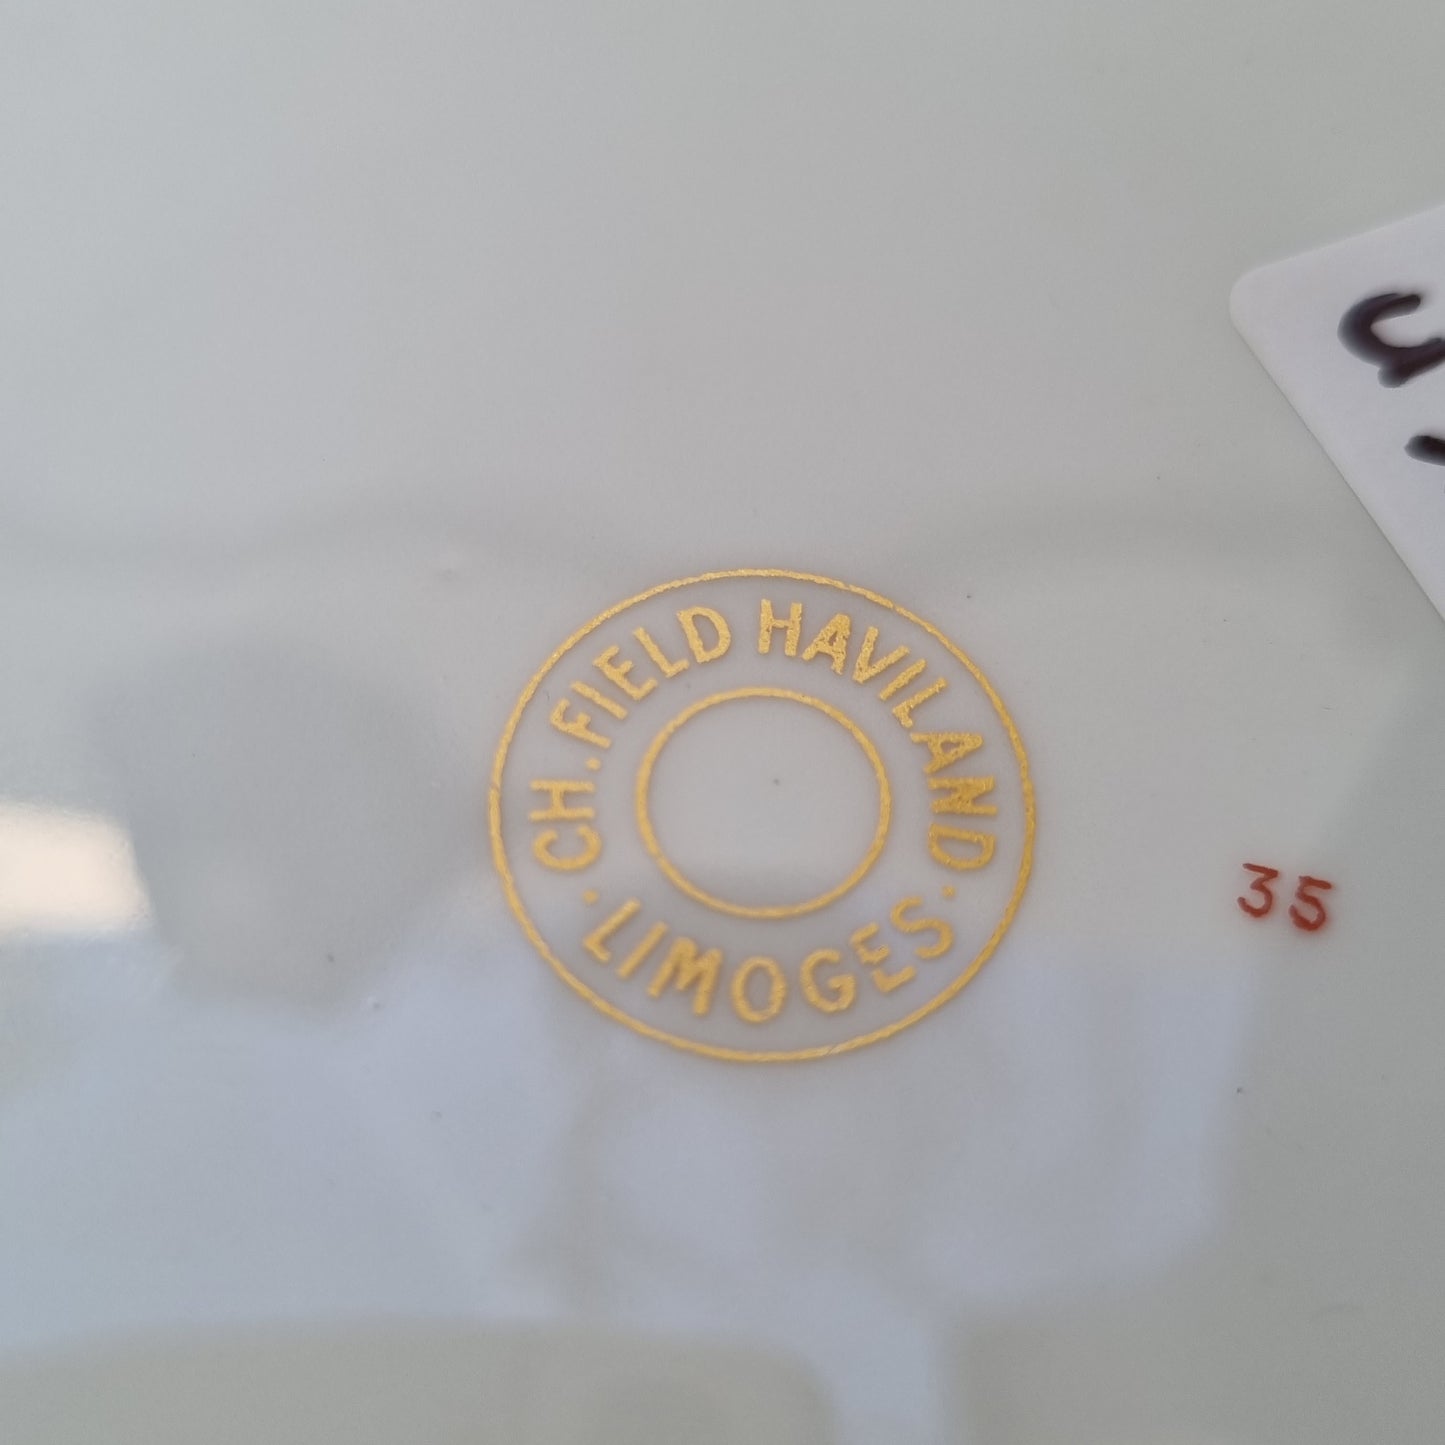 CH. FIELD HAVILAND
· LIMOGES ·
35